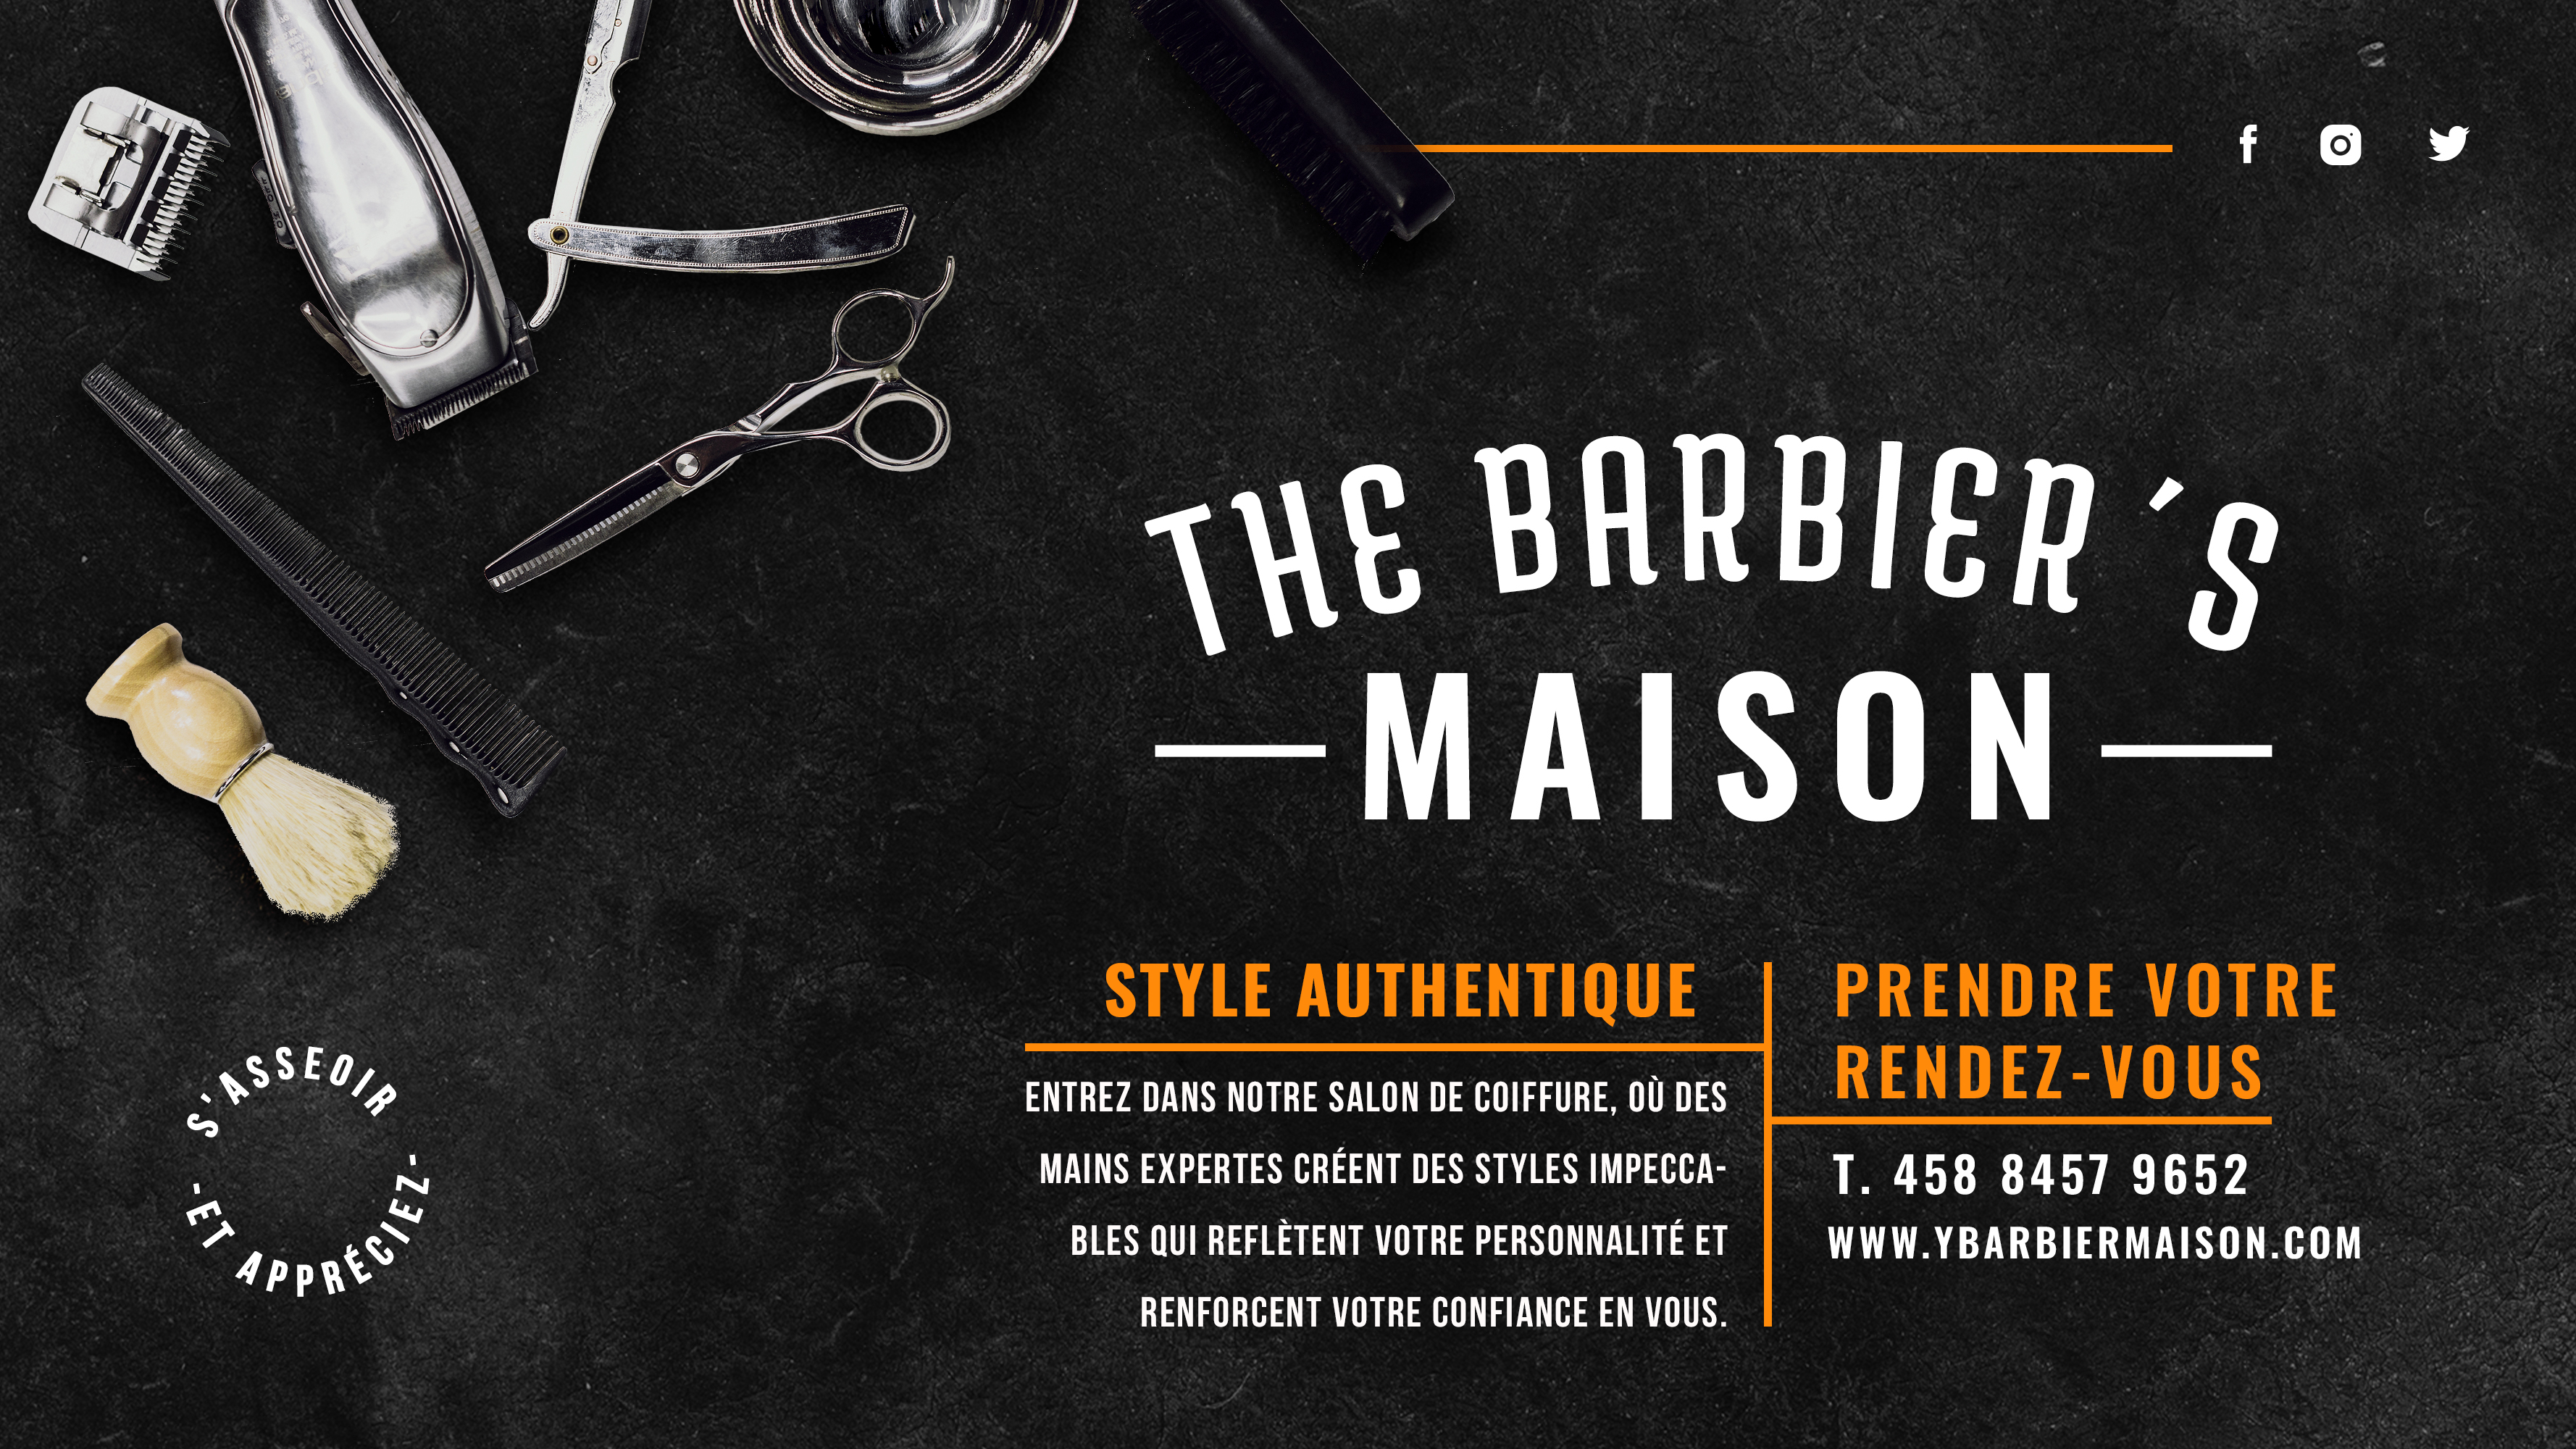 THE BARBIER´S
MAISON
STYLE AUTHENTIQUE
ENTREZ DANS NOTRE SALON DE COIFFURE, OÙ DES
MAINS EXPERTES CRÉENT DES STYLES IMPECCA-
BLES QUI REFLÈTENT VOTRE PERSONNALITÉ ET
RENFORCENT VOTRE CONFIANCE EN VOUS.
PRENDRE VOTRE
RENDEZ-VOUS
T. 458 8457 9652
WWW.YBARBIERMAISON.COM
S'ASSEOIR
-ET APPRÉCIEZ-